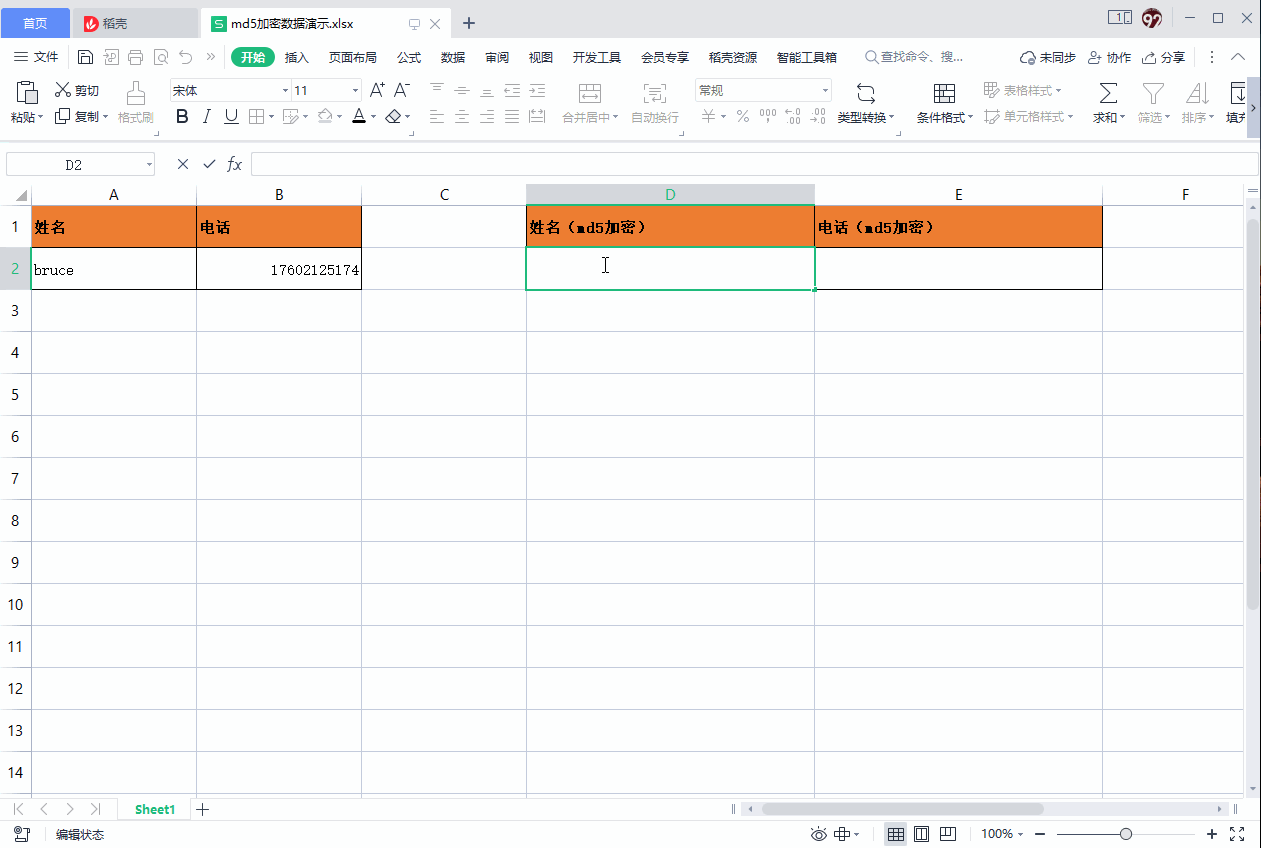 首页 稻壳 S md5加密数据演示.xlsx +
文件 开始 插入 页面布局 公式 数据 审阅 视图 开发工具 会员专享 稻壳资源 智能工具箱 查找命令、搜... 未同步 协作 分享
粘贴 剪切 复制 格式刷 宋体 11 A+ A- B I U A 合并居中 自动换行 常规 ¥ % 类型转换 条件格式 表格样式 单元格样式 求和 筛选 排序 填充
D2 fx
A B C D E F
1 姓名 电话 姓名（md5加密） 电话（md5加密）
2 bruce 17602125174
3
4
5
6
7
8
9
10
11
12
13
14
Sheet1 +
编辑状态 100% - +